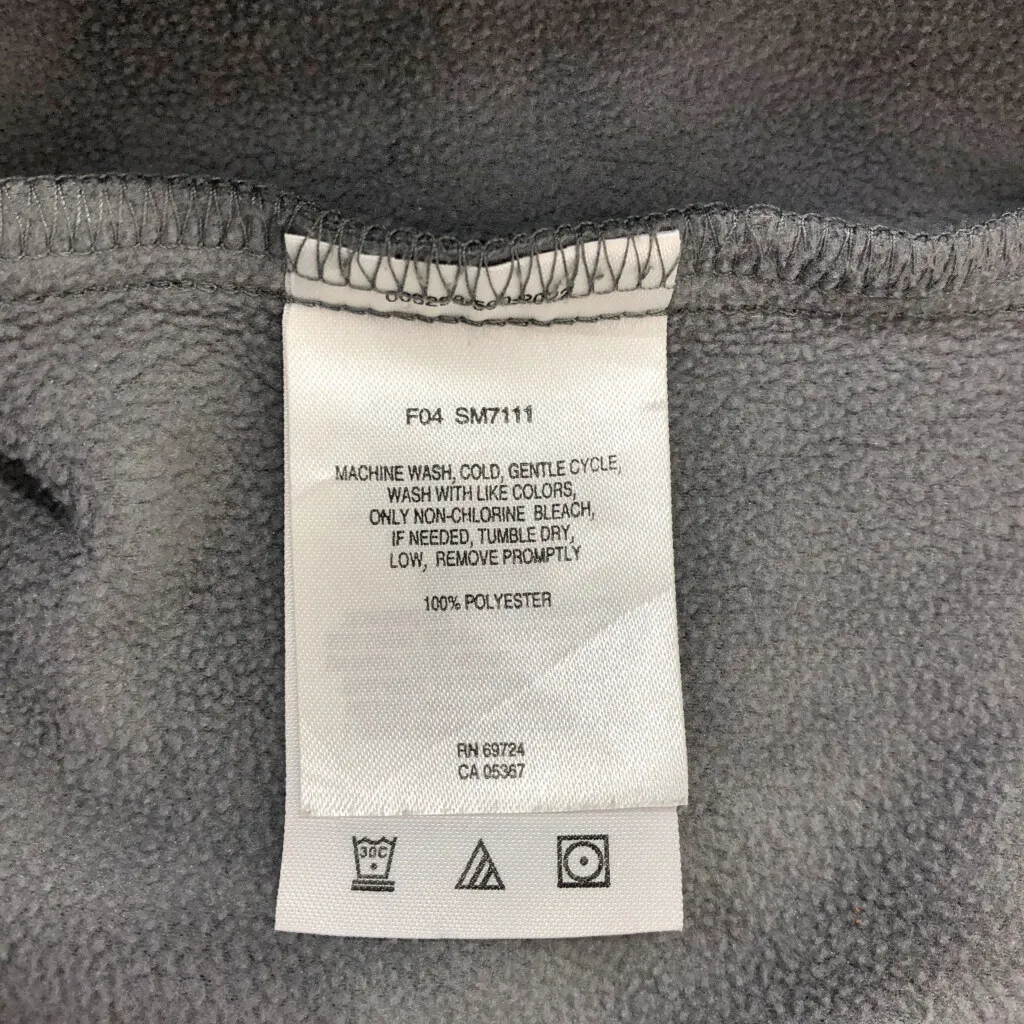 F04 SM7111
MACHINE WASH, COLD, GENTLE CYCLE,
WASH WITH LIKE COLORS,
ONLY NON-CHLORINE BLEACH,
IF NEEDED, TUMBLE DRY,
LOW, REMOVE PROMPTLY
100% POLYESTER
RN 69724
CA 05367
30C